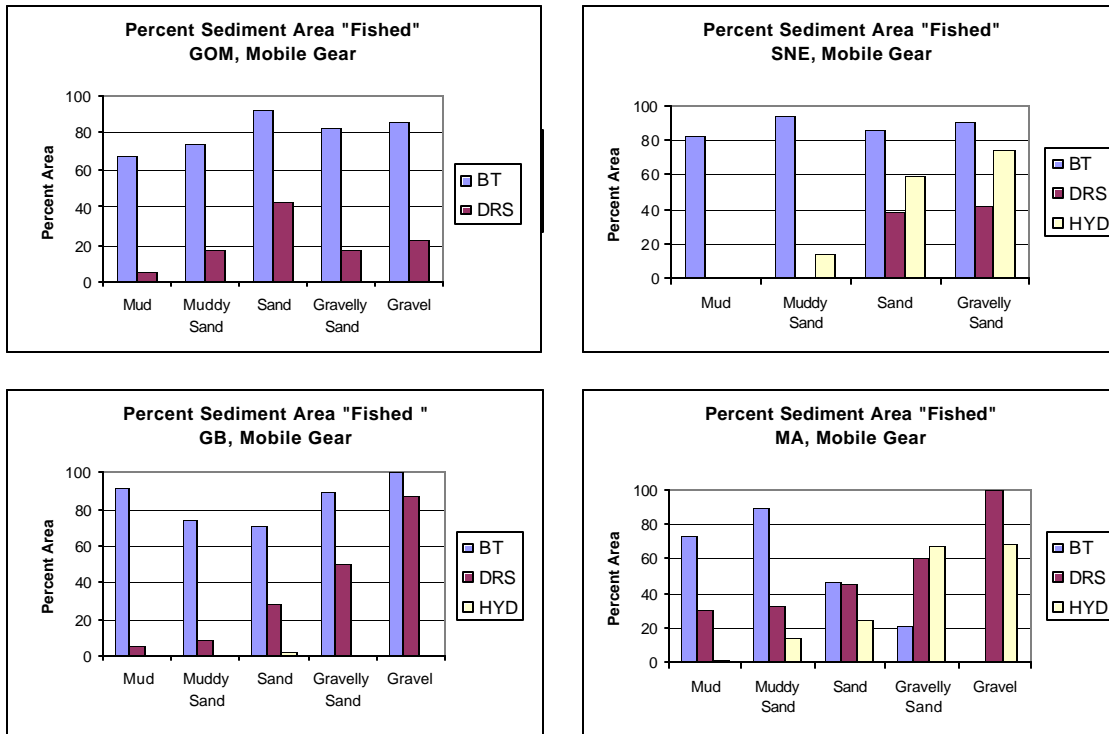 Percent Sediment Area "Fished"
GOM, Mobile Gear
Percent Area
100
80
60
40
20
0
Mud
Muddy
Sand
Sand
Gravelly
Sand
Gravel
BT
DRS
Percent Sediment Area "Fished"
SNE, Mobile Gear
Percent Area
100
80
60
40
20
0
Mud
Muddy
Sand
Sand
Gravelly
Sand
BT
DRS
HYD
Percent Sediment Area "Fished "
GB, Mobile Gear
Percent Area
100
80
60
40
20
0
Mud
Muddy
Sand
Sand
Gravelly
Sand
Gravel
BT
DRS
HYD
Percent Sediment Area "Fished"
MA, Mobile Gear
Percent Area
100
80
60
40
20
0
Mud
Muddy
Sand
Sand
Gravelly
Sand
Gravel
BT
DRS
HYD